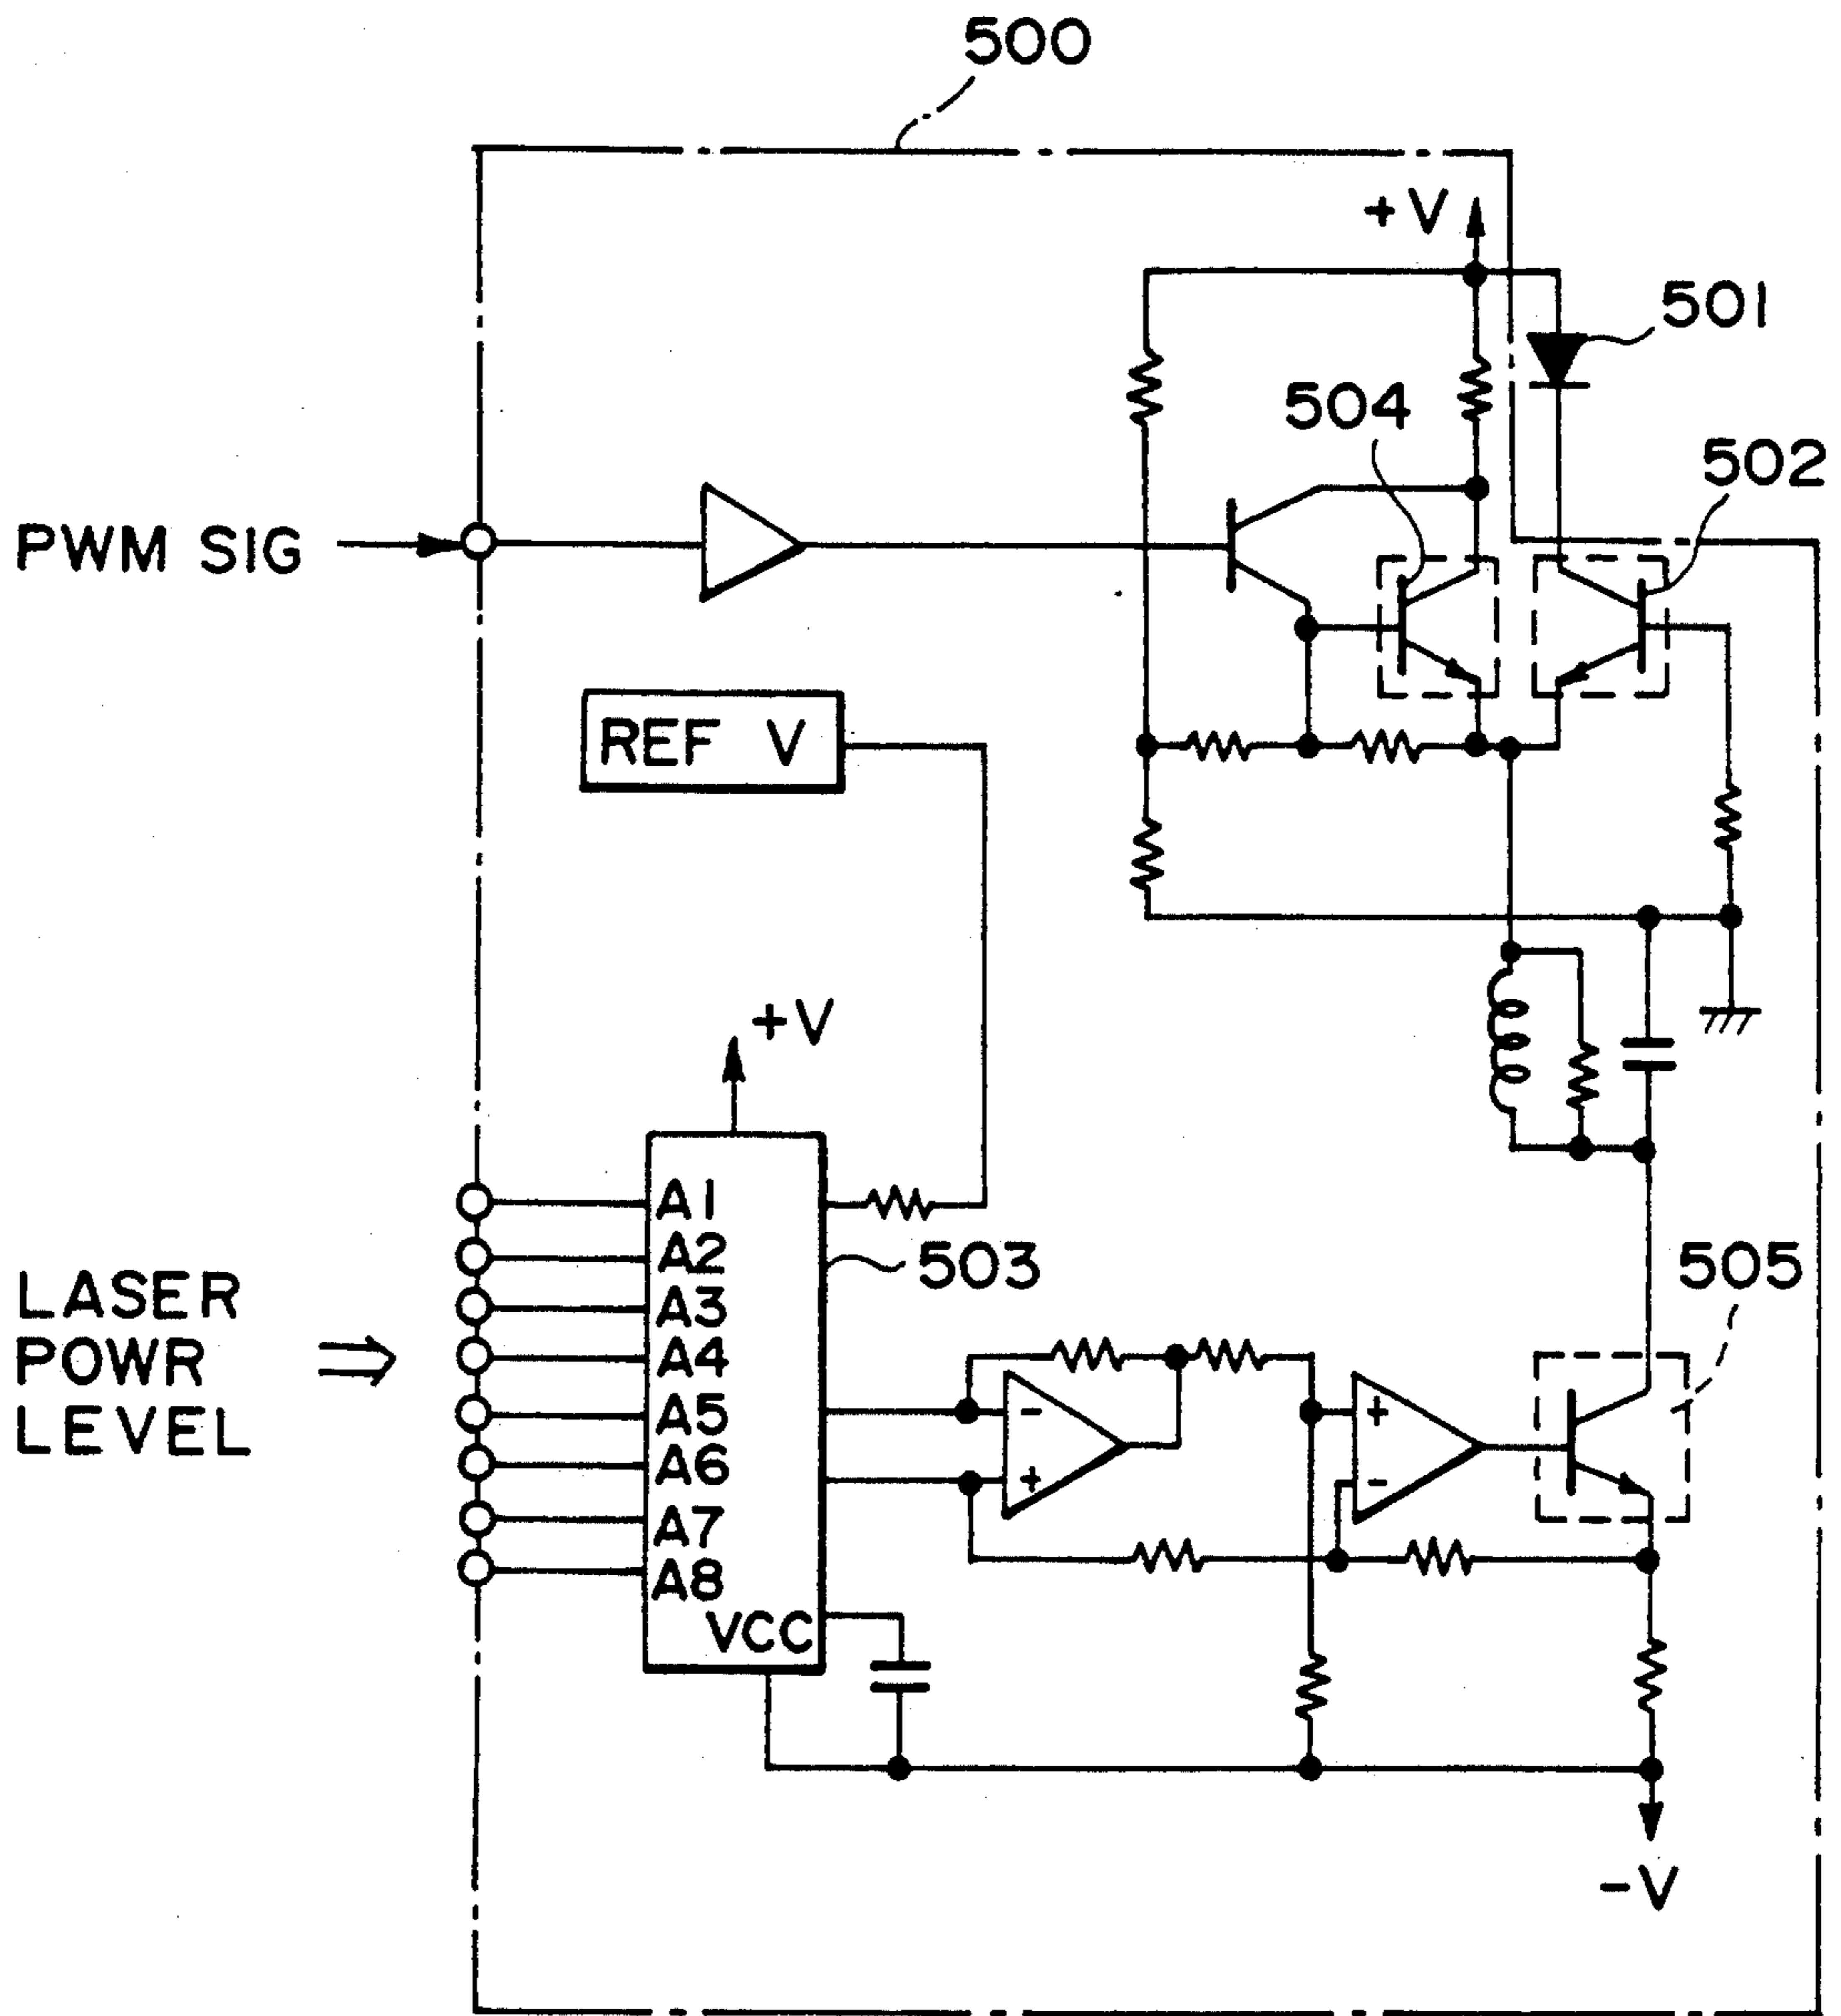 500
+V
501
504
502
PWM SIG
REF V
+V
A1
A2
503
A3
A4
A5
A6
A7
A8
VCC
LASER
POWR
LEVEL
505
-
+
+
-
-V